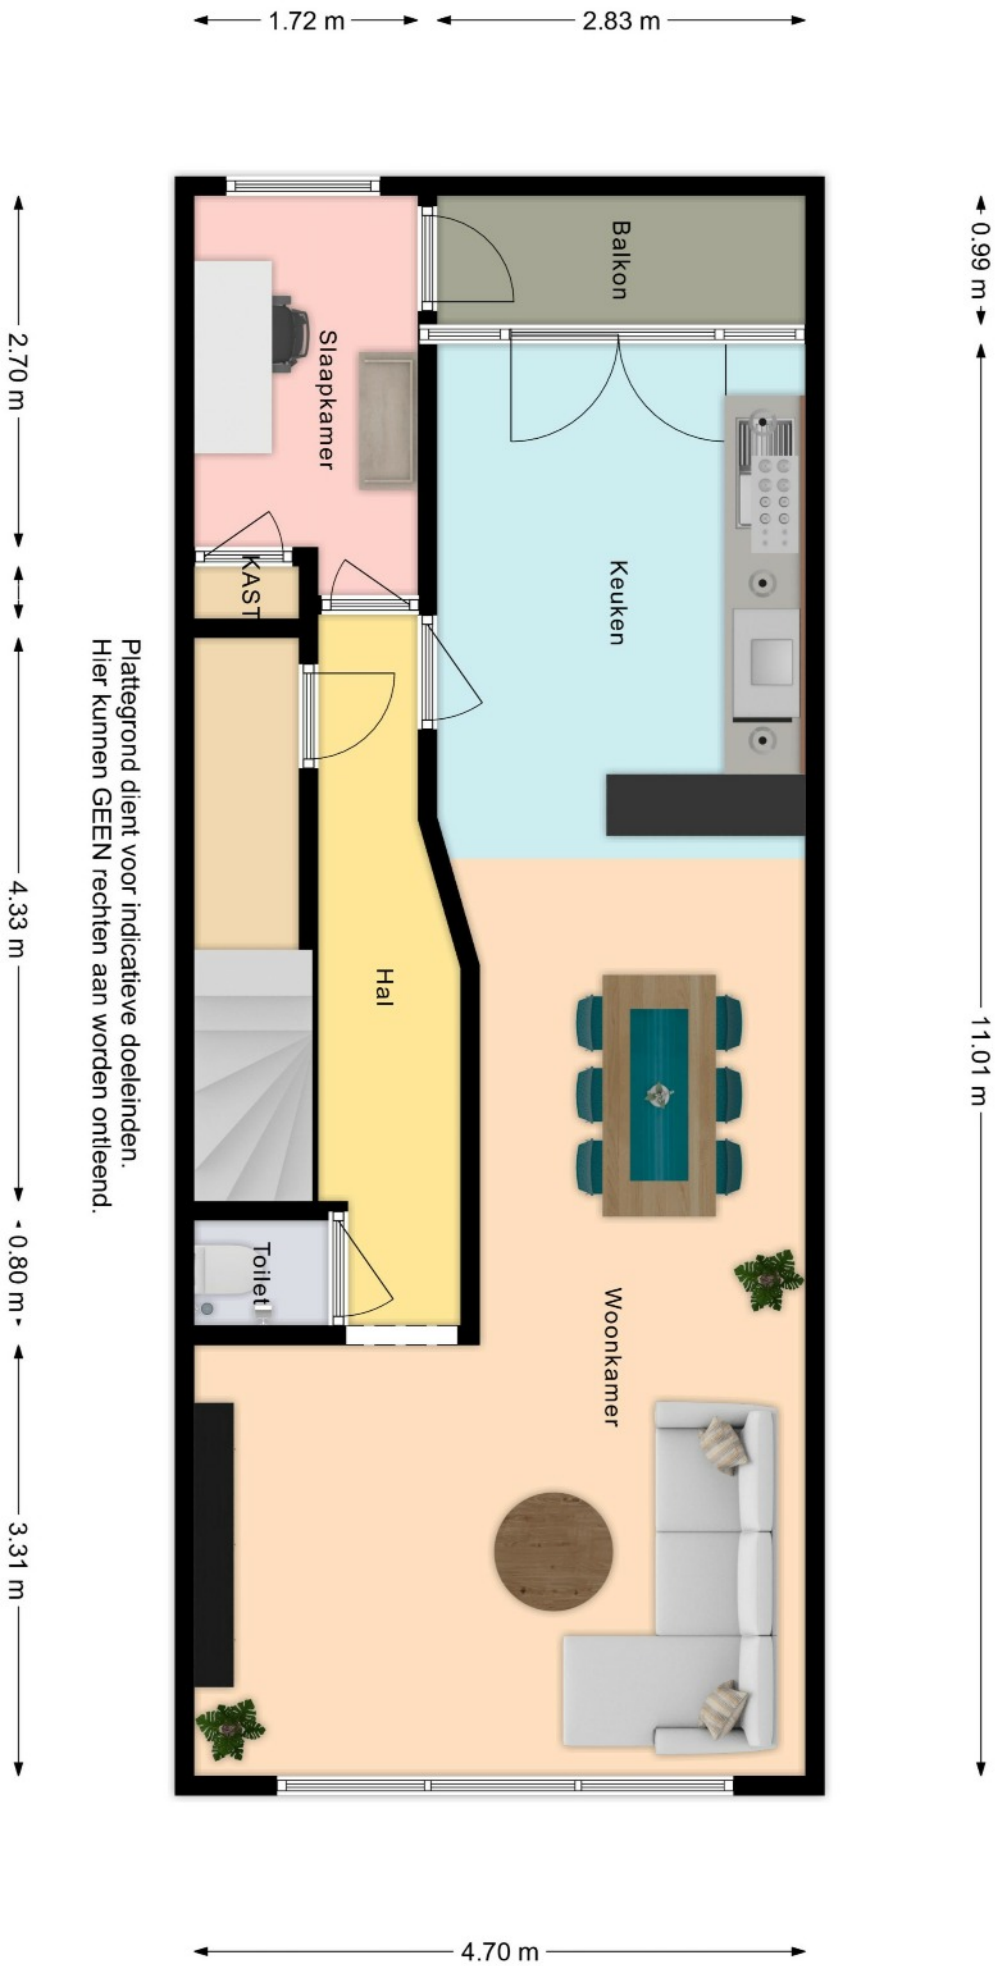 1.72 m
2.83 m
Balkon
0.99 m
Slaapkamer
2.70 m
KAST
Keuken
Plattegrond dient voor indicatieve doeleinden.
Hier kunnen GEEN rechten aan worden ontleend.
4.33 m
Hal
11.01 m
Toilet
0.80 m
Woonkamer
3.31 m
4.70 m